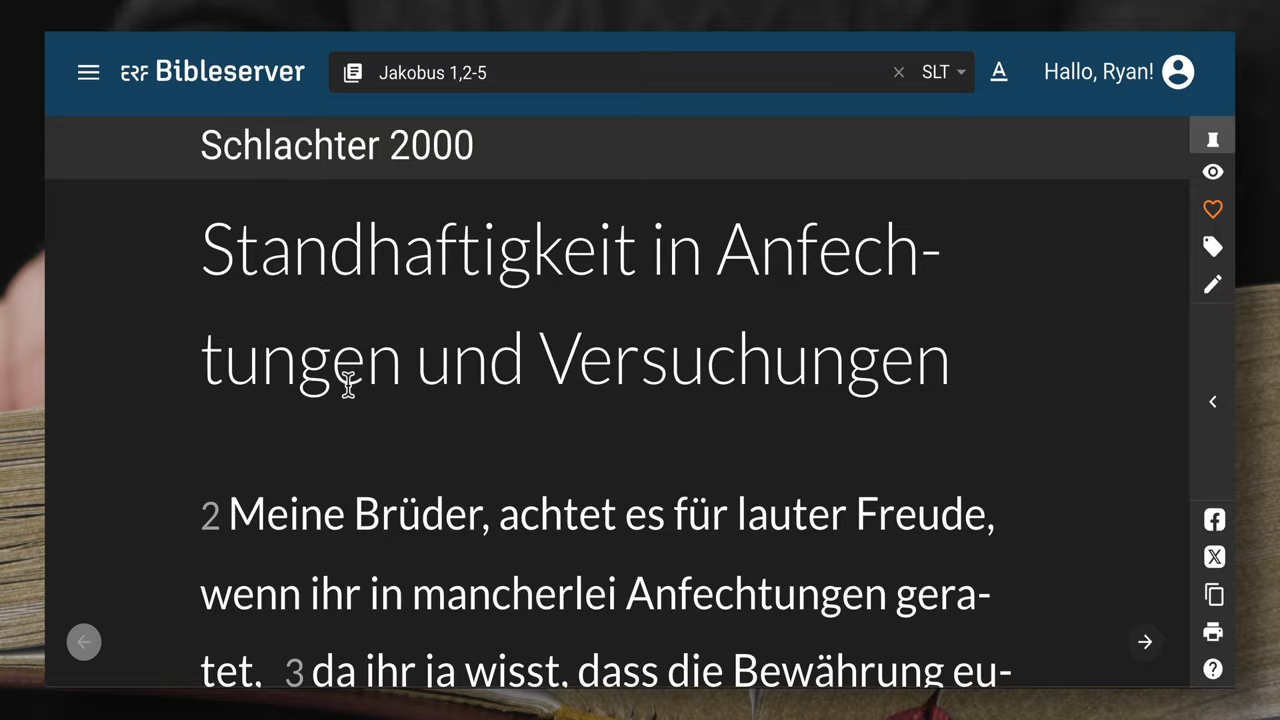 ERF Bibleserver
Jakobus 1,2-5
SLT
A
Hallo, Ryan!
Schlachter 2000
Standhaftigkeit in Anfech-
tungen und Versuchungen
2 Meine Brüder, achtet es für lauter Freude,
wenn ihr in mancherlei Anfechtungen gera-
tet, 3 da ihr ja wisst, dass die Bewährung eu-